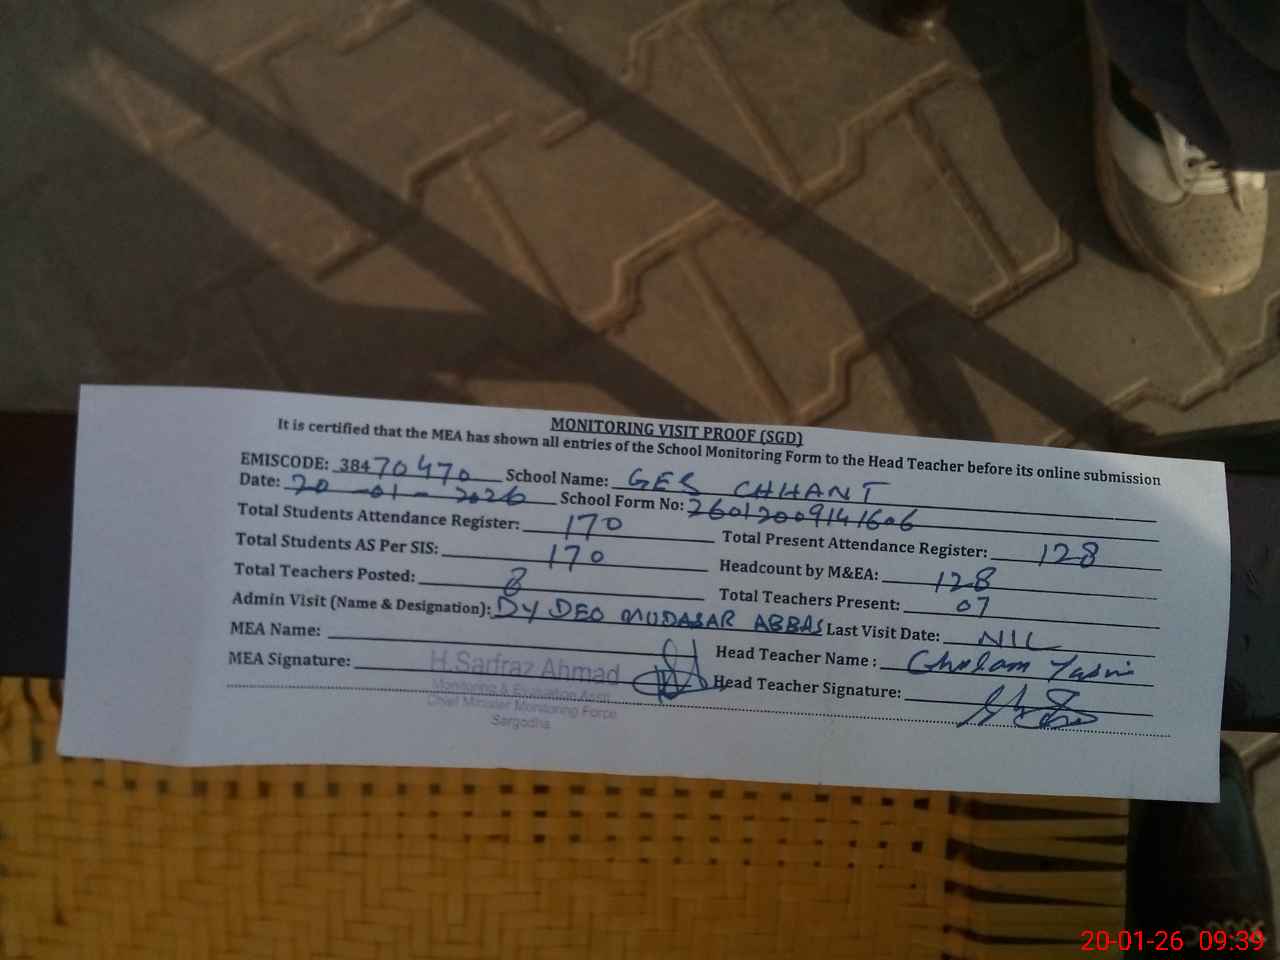 MONITORING VISIT PROOF (SGD)
It is certified that the MEA has shown all entries of the School Monitoring Form to the Head Teacher before its online submission
EMISCODE: 38470470 School Name: GES CHHANT
Date: 20-01-2026 School Form No: 26012009141606
Total Students Attendance Register: 170 Total Present Attendance Register: 128
Total Students AS Per SIS: 170 Headcount by M&EA: 128
Total Teachers Posted: 8 Total Teachers Present: 07
Admin Visit (Name & Designation): DY DEO MUDASAR ABBAS Last Visit Date: NIL
MEA Name: Head Teacher Name : Gholam Yasin
MEA Signature: Head Teacher Signature:
H.Sarfraz Ahmad
Monitoring & Evaluation Asstt
Chief Minister Monitoring Force
Sargodha
20-01-26 09:39